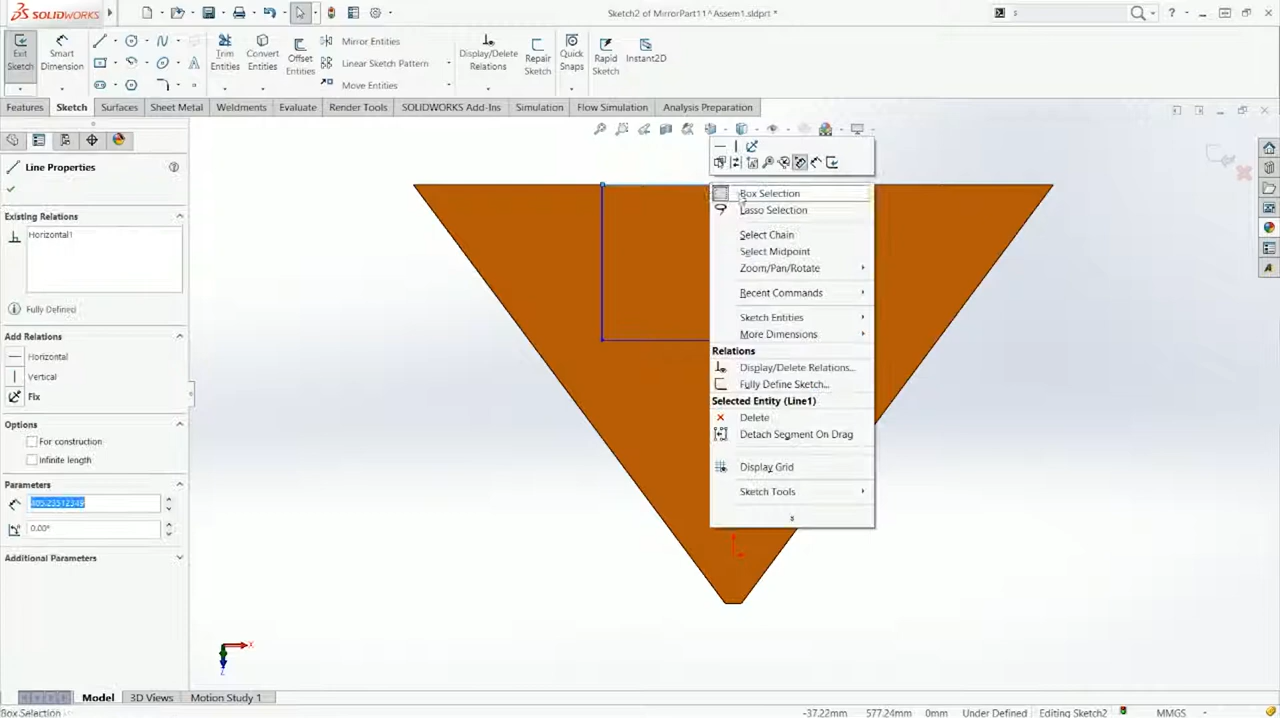 SOLIDWORKS
Sketch2 of MirrorPart11^Assem1.sldprt *
s
Exit Sketch
Smart Dimension
Trim Entities
Convert Entities
Offset Entities
Mirror Entities
Linear Sketch Pattern
Move Entities
Display/Delete Relations
Repair Sketch
Quick Snaps
Rapid Sketch
Instant2D
Features
Sketch
Surfaces
Sheet Metal
Weldments
Evaluate
Render Tools
SOLIDWORKS Add-Ins
Simulation
Flow Simulation
Analysis Preparation
Line Properties
Existing Relations
Horizontal1
Fully Defined
Add Relations
Horizontal
Vertical
Fix
Options
For construction
Infinite length
Parameters
405.23512349
0.00°
Additional Parameters
Box Selection
Lasso Selection
Select Chain
Select Midpoint
Zoom/Pan/Rotate
Recent Commands
Sketch Entities
More Dimensions
Relations
Display/Delete Relations...
Fully Define Sketch...
Selected Entity (Line1)
Delete
Detach Segment On Drag
Display Grid
Sketch Tools
X
Z
Model
3D Views
Motion Study 1
Box Selection
-37.22mm
577.24mm
0mm
Under Defined
Editing Sketch2
MMGS